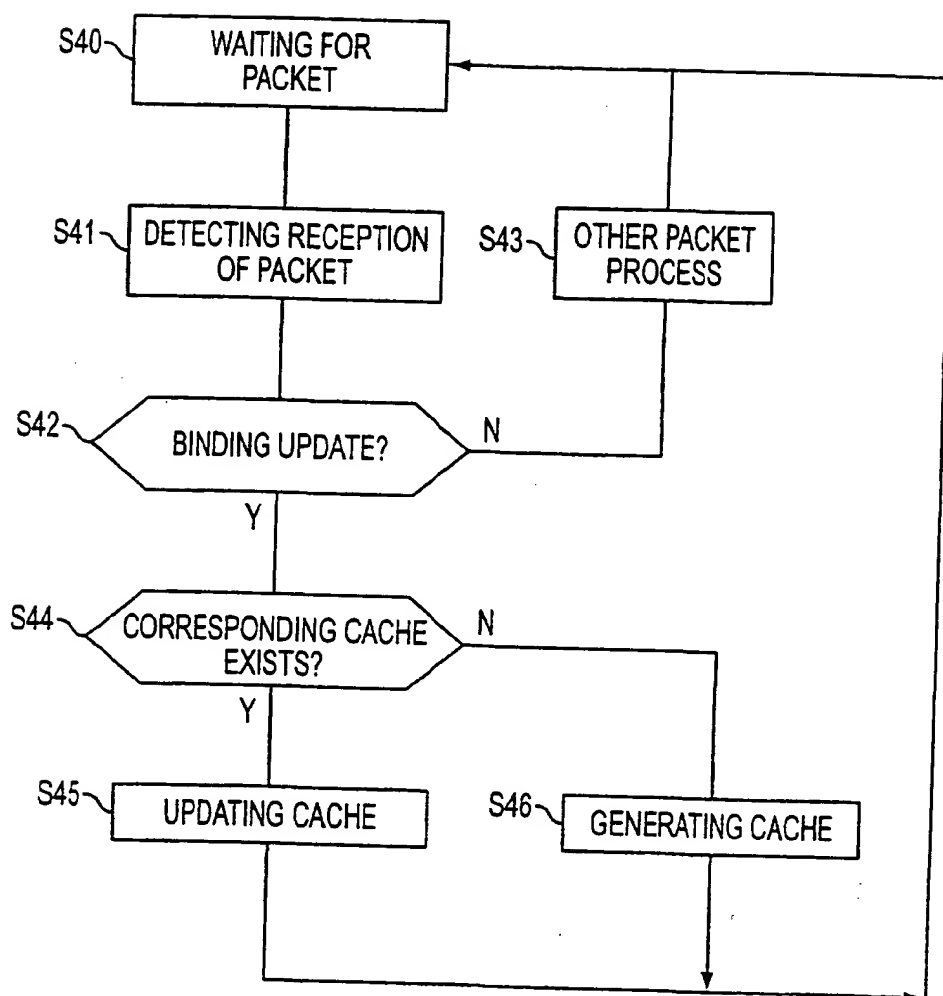 S40
WAITING FOR
PACKET
S41
DETECTING RECEPTION
OF PACKET
S43
OTHER PACKET
PROCESS
S42
BINDING UPDATE?
N
Y
S44
CORRESPONDING CACHE
EXISTS?
N
Y
S45
UPDATING CACHE
S46
GENERATING CACHE